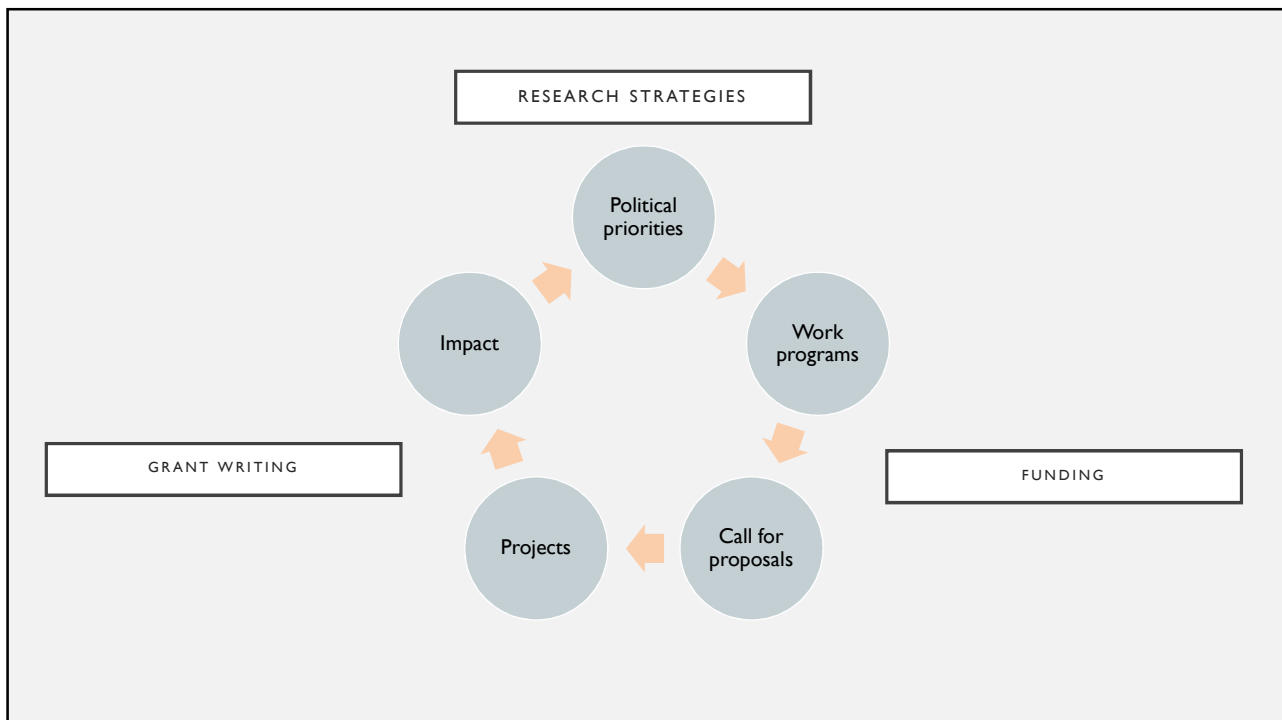 RESEARCH STRATEGIES
Political
priorities
Work
programs
Impact
GRANT WRITING
FUNDING
Call for
proposals
Projects